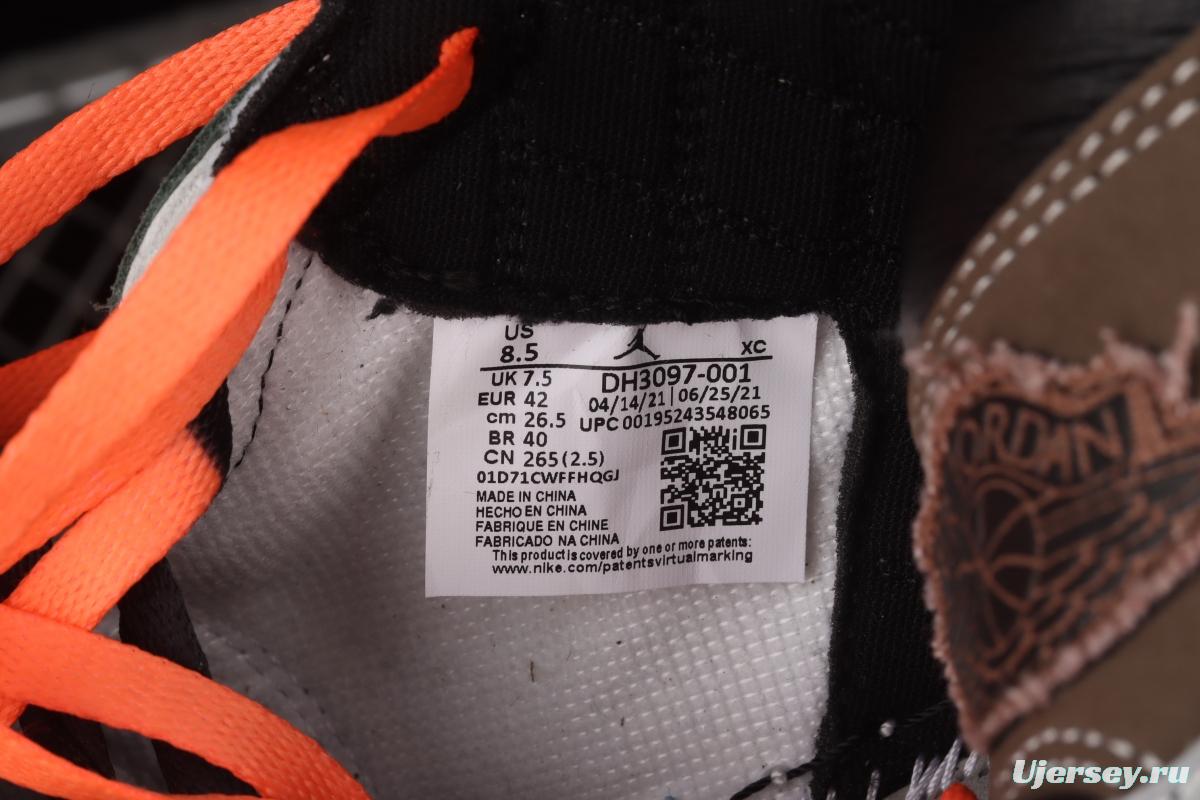 US
8.5
XC
UK 7.5
DH3097-001
EUR 42
04/14/21 | 06/25/21
cm 26.5
UPC 00195243548065
BR 40
CN 265 (2.5)
01D71CWFFHQGJ
MADE IN CHINA
HECHO EN CHINA
FABRIQUE EN CHINE
FABRICADO NA CHINA
This product is covered by one or more patents:
www.nike.com/patentsvirtualmarking
JORDAN
Ujersey.ru